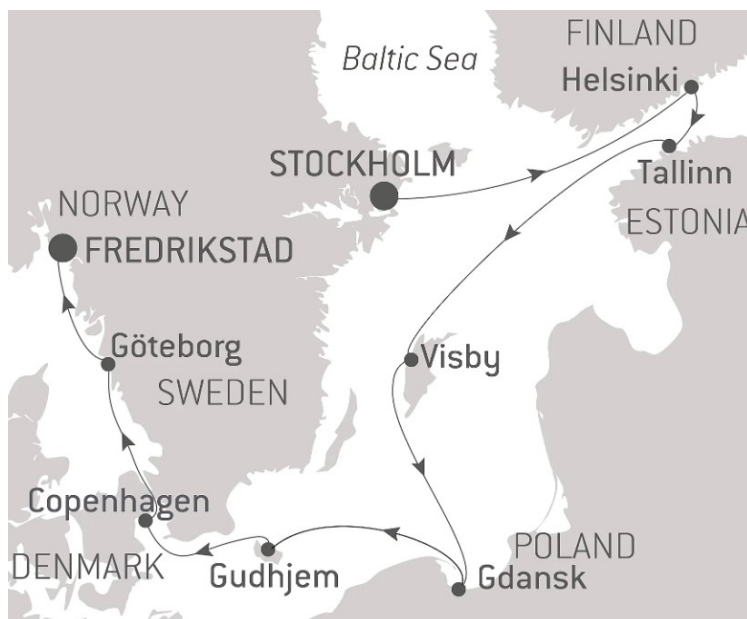 FINLAND
Baltic Sea
Helsinki
STOCKHOLM
Tallinn
NORWAY
ESTONIA
FREDRIKSTAD
Göteborg
Visby
SWEDEN
Copenhagen
POLAND
DENMARK
Gudhjem
Gdansk